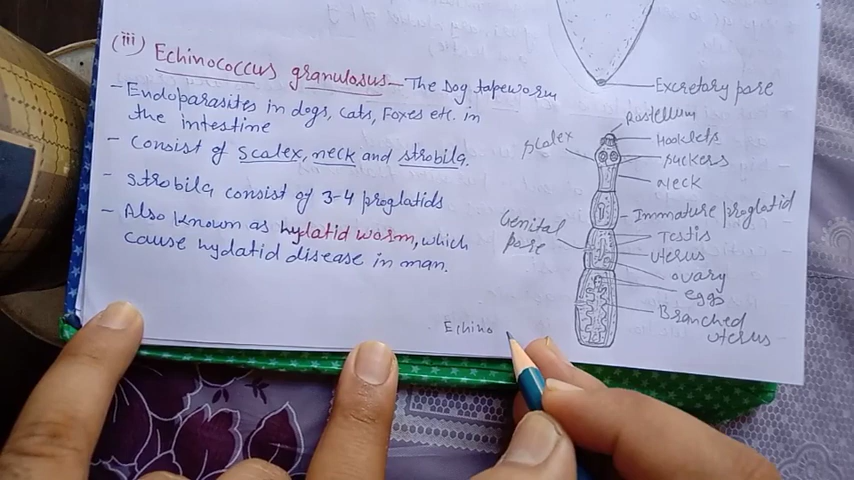 (iii) Echinococcus granulosus - The Dog tapeworm
- Endoparasites in dogs, cats, Foxes etc. in
the intestine
- Consist of Scalex, neck and strobila.
- Strobila consist of 3-4 proglatids
- Also known as hydatid worm, which
cause hydatid disease in man.
Excretory pore
Rostellum
Scalex
Hooklets
Suckers
Neck
Immature proglatid
Genital
pore
Testis
Uterus
ovary
eggs
Branched
uterus
Echino